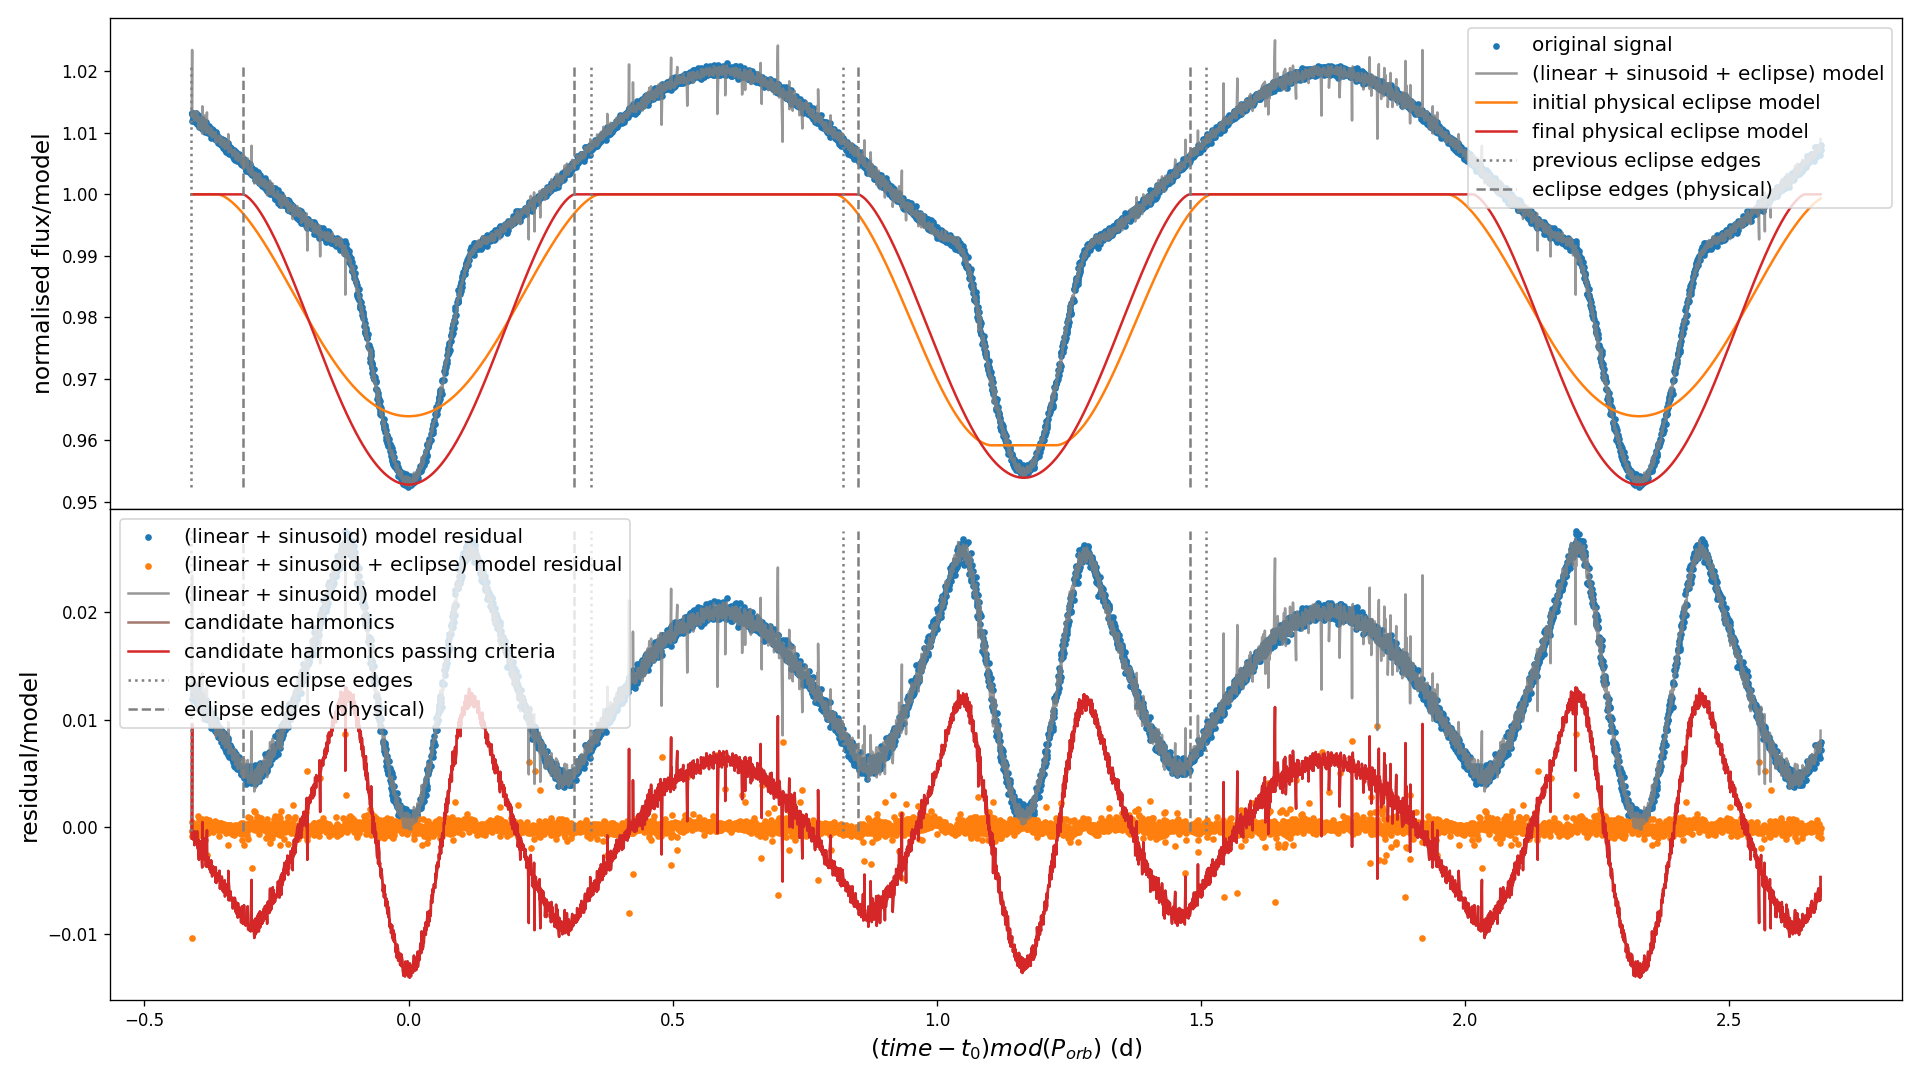 normalised flux/model
1.02
1.01
1.00
0.99
0.98
0.97
0.96
0.95
original signal
(linear + sinusoid + eclipse) model
initial physical eclipse model
final physical eclipse model
previous eclipse edges
eclipse edges (physical)
residual/model
0.02
0.01
0.00
−0.01
(linear + sinusoid) model residual
(linear + sinusoid + eclipse) model residual
(linear + sinusoid) model
candidate harmonics
candidate harmonics passing criteria
previous eclipse edges
eclipse edges (physical)
−0.5 0.0 0.5 1.0 1.5 2.0 2.5
(time − t₀)mod(P_orb) (d)